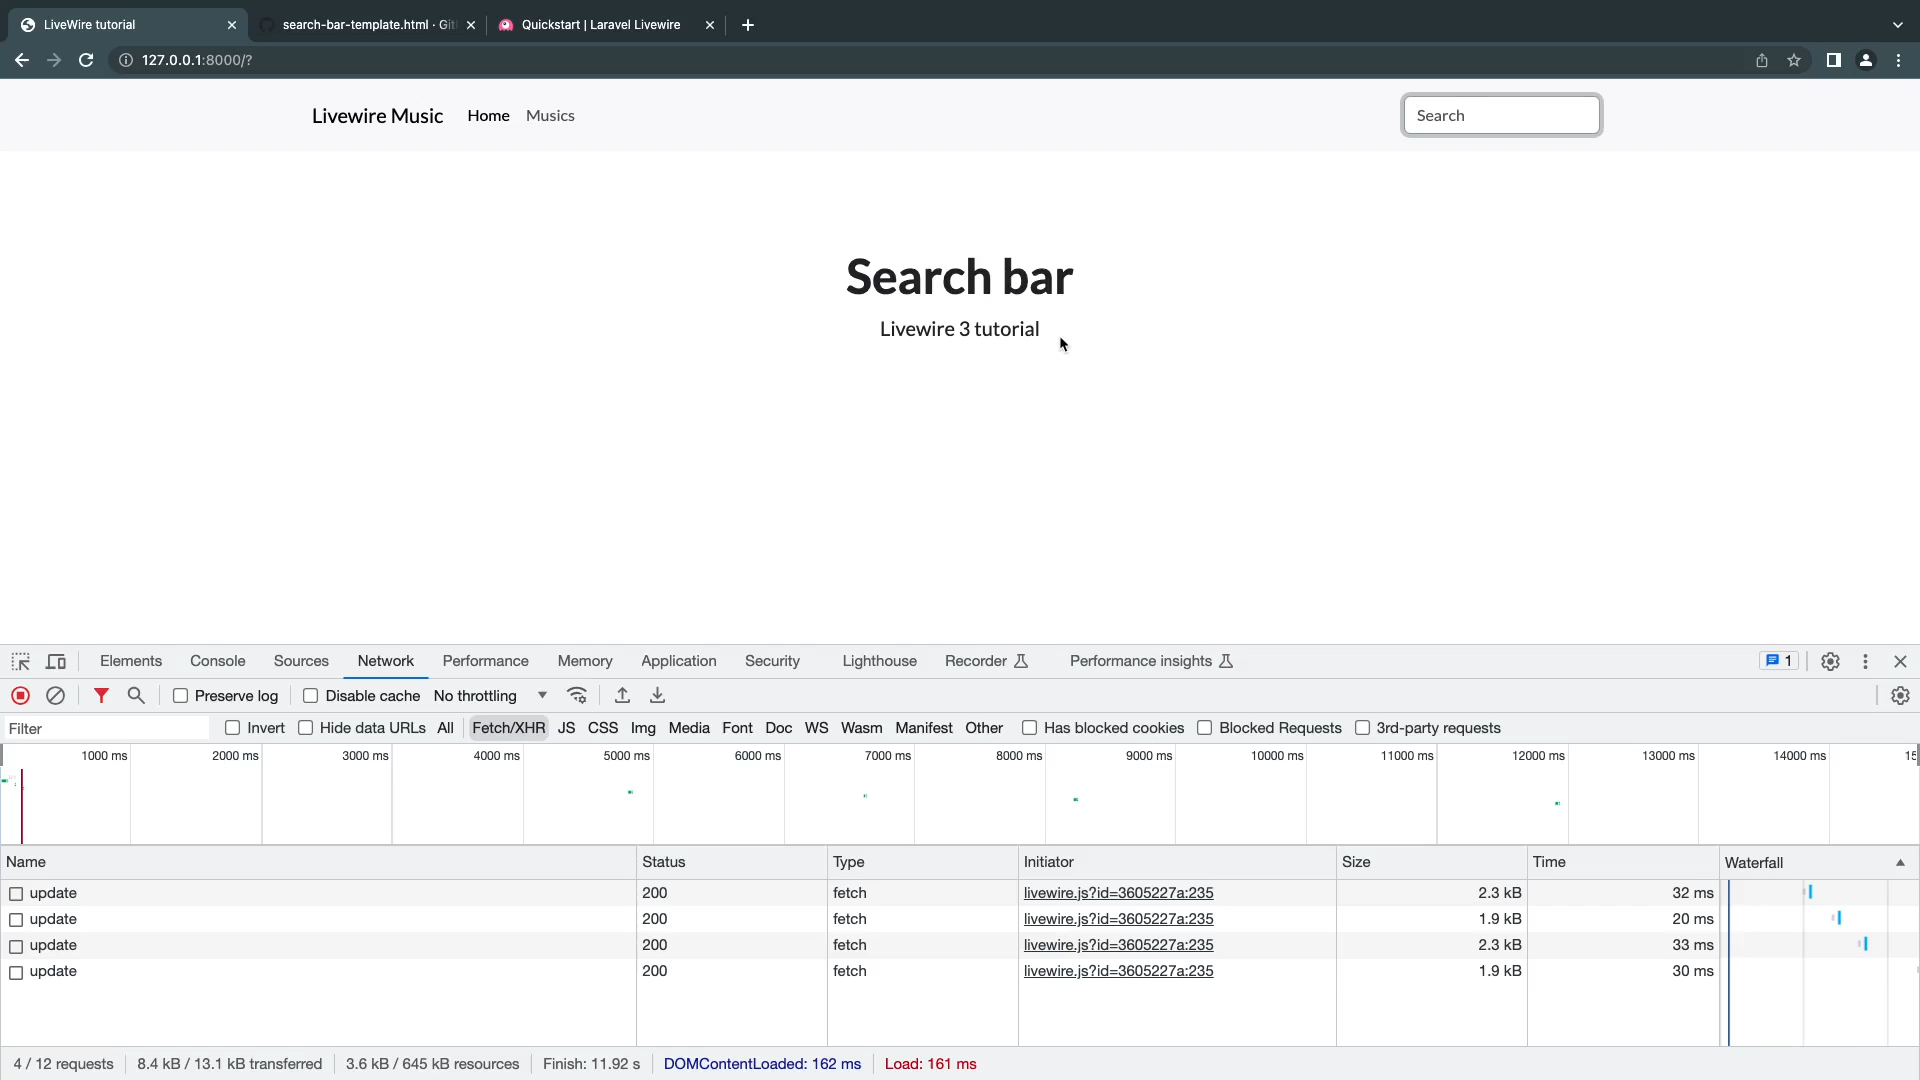 LiveWire tutorial
search-bar-template.html · Git
Quickstart | Laravel Livewire
127.0.0.1:8000/?
Livewire Music Home Musics
Search
Search bar
Livewire 3 tutorial
Elements Console Sources Network Performance Memory Application Security Lighthouse Recorder Performance insights 1
Preserve log Disable cache No throttling
Filter Invert Hide data URLs All Fetch/XHR JS CSS Img Media Font Doc WS Wasm Manifest Other Has blocked cookies Blocked Requests 3rd-party requests
1000 ms 2000 ms 3000 ms 4000 ms 5000 ms 6000 ms 7000 ms 8000 ms 9000 ms 10000 ms 11000 ms 12000 ms 13000 ms 14000 ms
Name Status Type Initiator Size Time Waterfall
update 200 fetch livewire.js?id=3605227a:235 2.3 kB 32 ms
update 200 fetch livewire.js?id=3605227a:235 1.9 kB 20 ms
update 200 fetch livewire.js?id=3605227a:235 2.3 kB 33 ms
update 200 fetch livewire.js?id=3605227a:235 1.9 kB 30 ms
4 / 12 requests 8.4 kB / 13.1 kB transferred 3.6 kB / 645 kB resources Finish: 11.92 s DOMContentLoaded: 162 ms Load: 161 ms